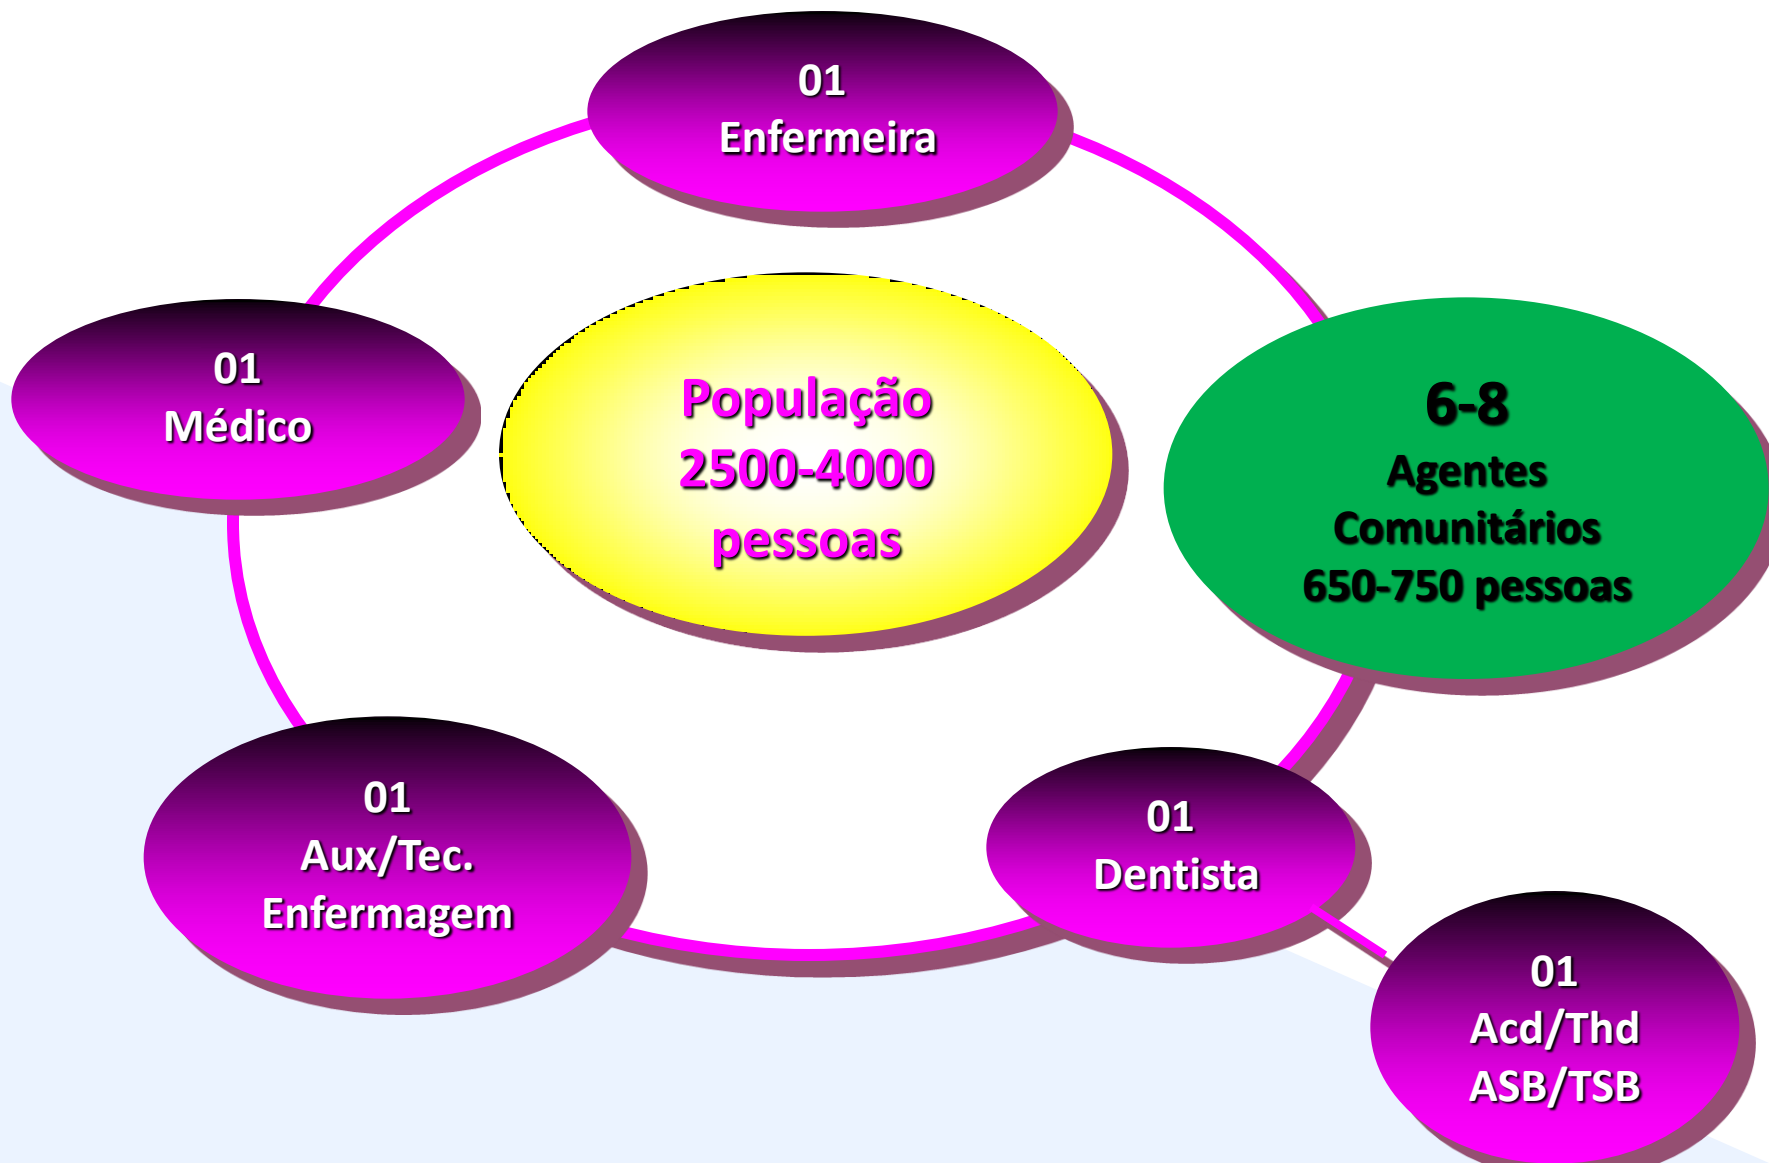 01
Enfermeira
01
Médico
População
2500-4000
pessoas
6-8
Agentes
Comunitários
650-750 pessoas
01
Aux/Tec.
Enfermagem
01
Dentista
01
Acd/Thd
ASB/TSB